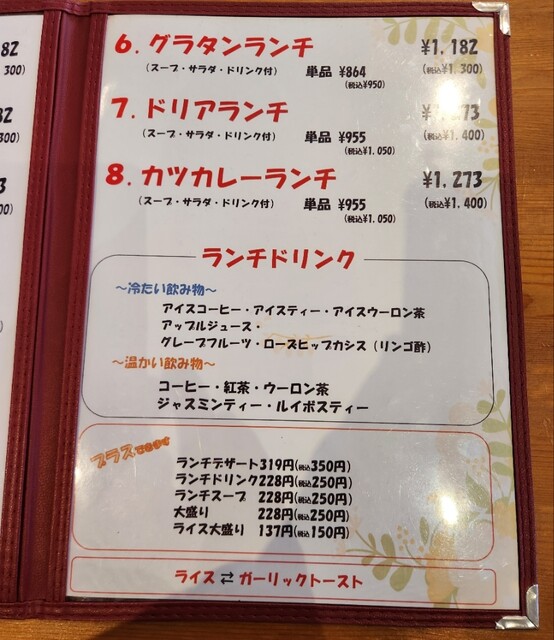 8Z
300)
8Z
300)
3
00)
)
6. グラタンランチ ¥1.18Z
(スープ・サラダ・ドリンク付) 単品 ¥864 (税込¥1.300)
(税込¥950)
7. ドリアランチ ¥1.273
(スープ・サラダ・ドリンク付) 単品 ¥955 (税込¥1.400)
(税込¥1.050)
8. カツカレーランチ ¥1.273
(スープ・サラダ・ドリンク付) 単品 ¥955 (税込¥1.400)
(税込¥1.050)
ランチドリンク
～冷たい飲み物～
アイスコーヒー・アイスティー・アイスウーロン茶
アップルジュース・
グレープフルーツ・ローズヒップカシス（リンゴ酢）
～温かい飲み物～
コーヒー・紅茶・ウーロン茶
ジャスミンティー・ルイボスティー
プラスできます
ランチデザート319円(税込350円)
ランチドリンク228円(税込250円)
ランチスープ 228円(税込250円)
大盛り 228円(税込250円)
ライス大盛り 137円(税込150円)
ライス ⇄ ガーリックトースト